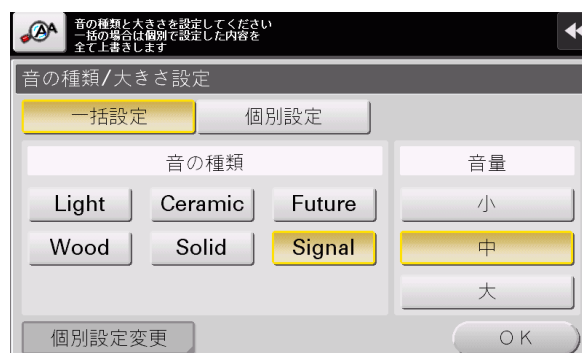 音の種類と大きさを設定してください
一括の場合は個別で設定した内容を
全て上書きします
音の種類/大きさ設定
一括設定 個別設定
音の種類 音量
Light Ceramic Future 小
Wood Solid Signal 中
大
個別設定変更 OK